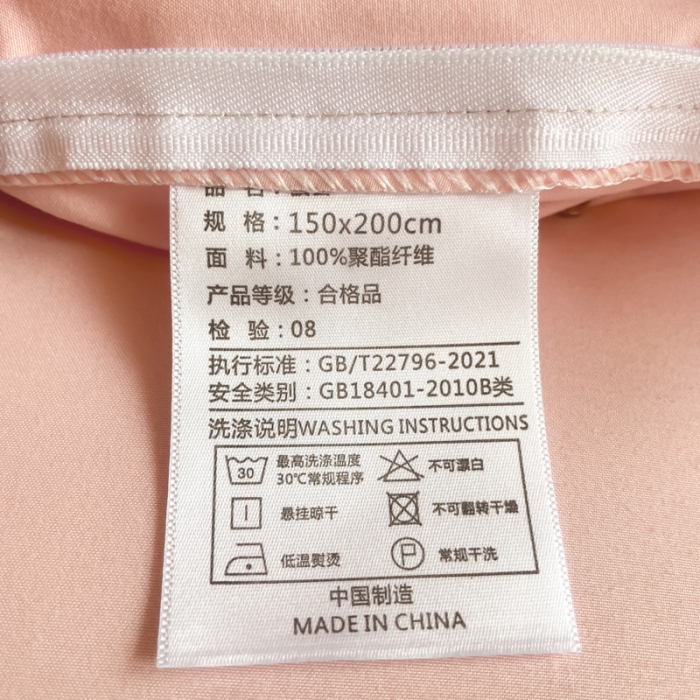 规 格：150x200cm
面 料：100%聚酯纤维
产品等级：合格品
检 验：08
执行标准：GB/T22796-2021
安全类别：GB18401-2010B类
洗涤说明WASHING INSTRUCTIONS
30 最高洗涤温度 不可漂白
30℃常规程序
悬挂晾干 不可翻转干燥
低温熨烫 P 常规干洗
中国制造
MADE IN CHINA